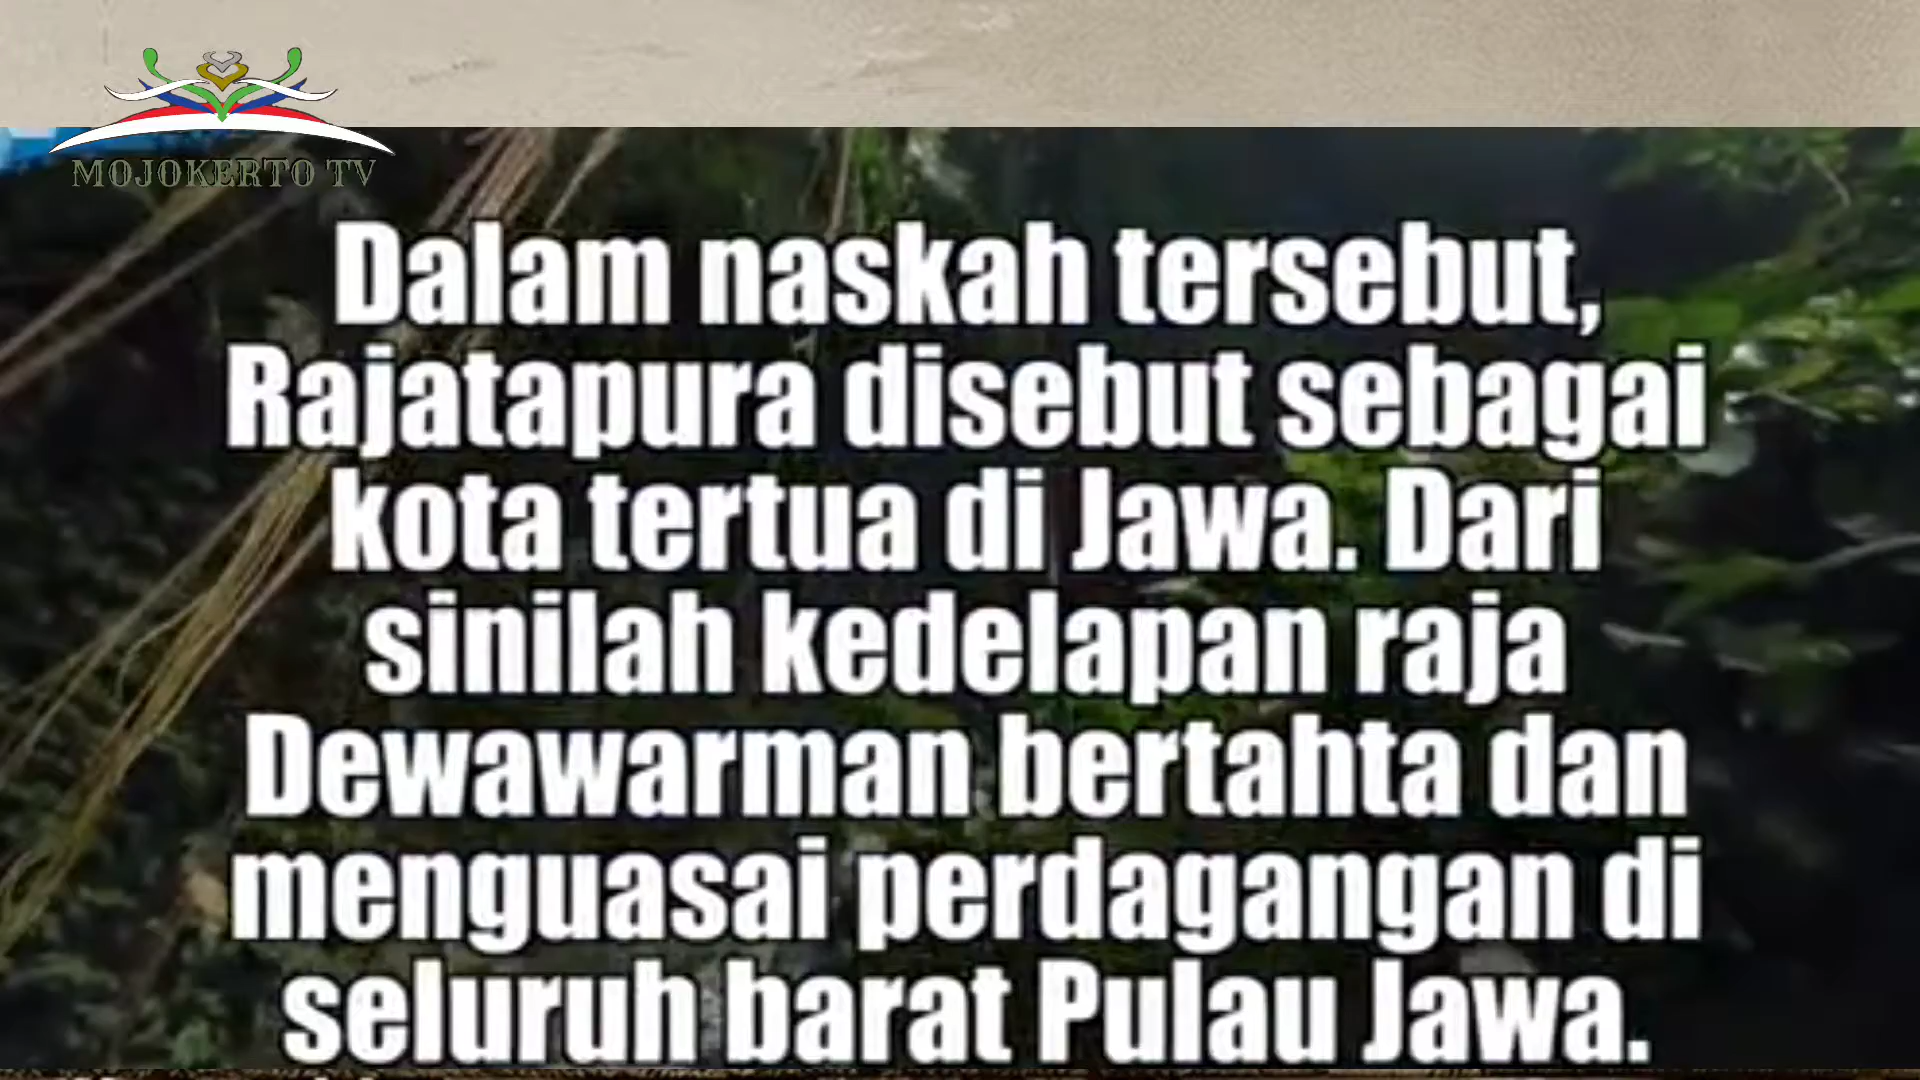 MOJOKERTO TV
Dalam naskah tersebut,
Rajatapura disebut sebagai
kota tertua di Jawa. Dari
sinilah kedelapan raja
Dewawarman bertahta dan
menguasai perdagangan di
seluruh barat Pulau Jawa.